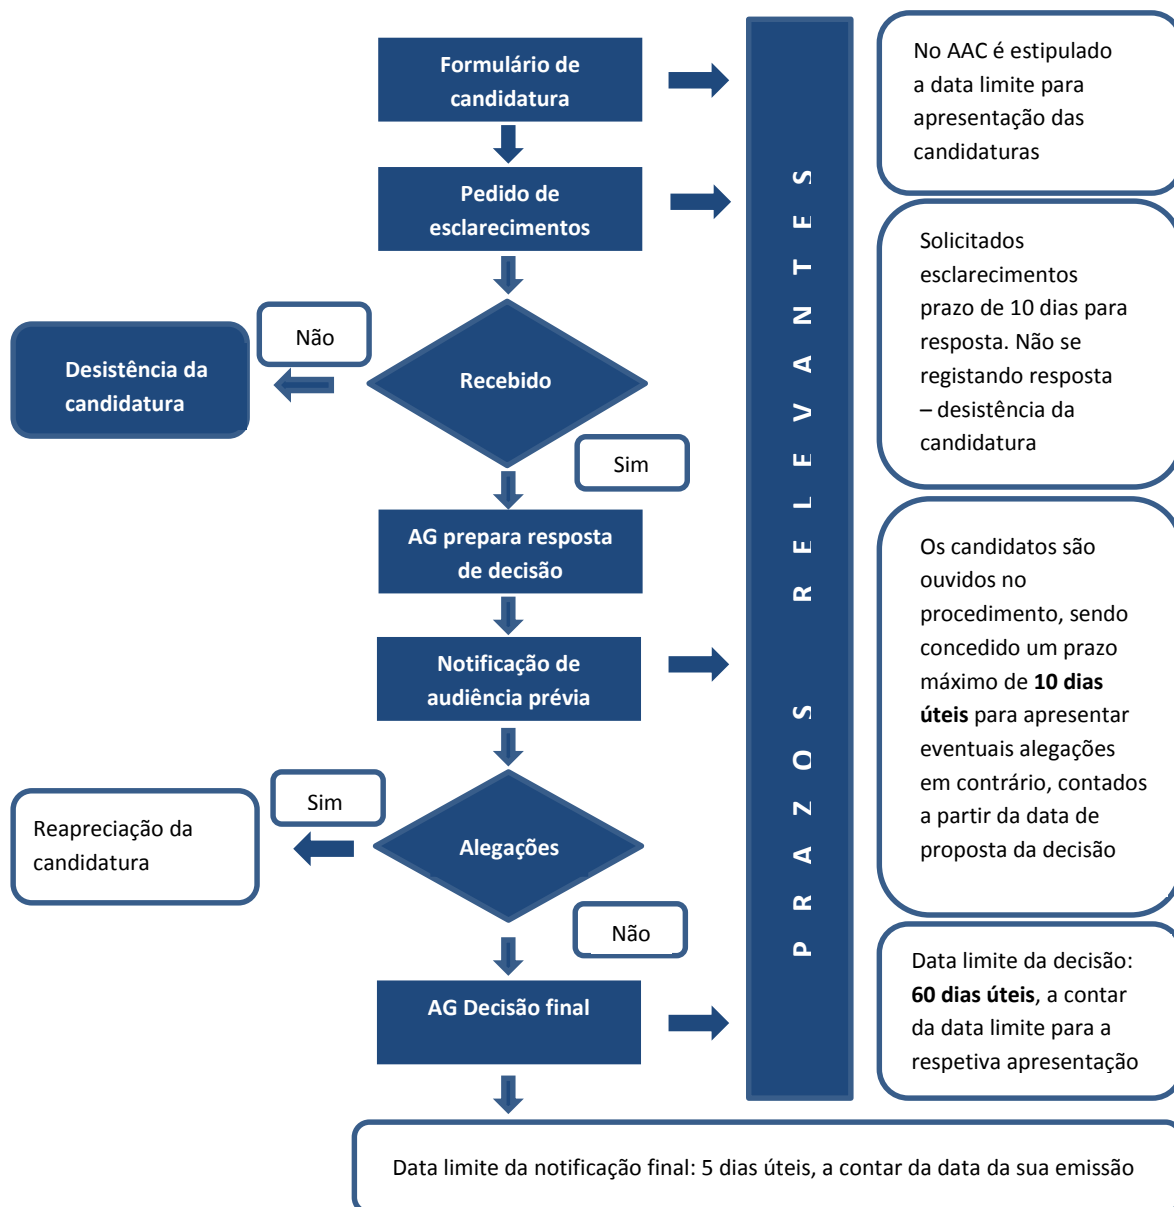 Formulário de
candidatura
No AAC é estipulado
a data limite para
apresentação das
candidaturas
Pedido de
esclarecimentos
Solicitados
esclarecimentos
prazo de 10 dias para
resposta. Não se
registando resposta
– desistência da
candidatura
Não
Desistência da
candidatura
Recebido
Sim
AG prepara resposta
de decisão
Notificação de
audiência prévia
Os candidatos são
ouvidos no
procedimento, sendo
concedido um prazo
máximo de 10 dias
úteis para apresentar
eventuais alegações
em contrário, contados
a partir da data de
proposta da decisão
Sim
Reapreciação da
candidatura
Alegações
Não
AG Decisão final
Data limite da decisão:
60 dias úteis, a contar
da data limite para a
respetiva apresentação
PRAZOS RELEVANTES
Data limite da notificação final: 5 dias úteis, a contar da data da sua emissão